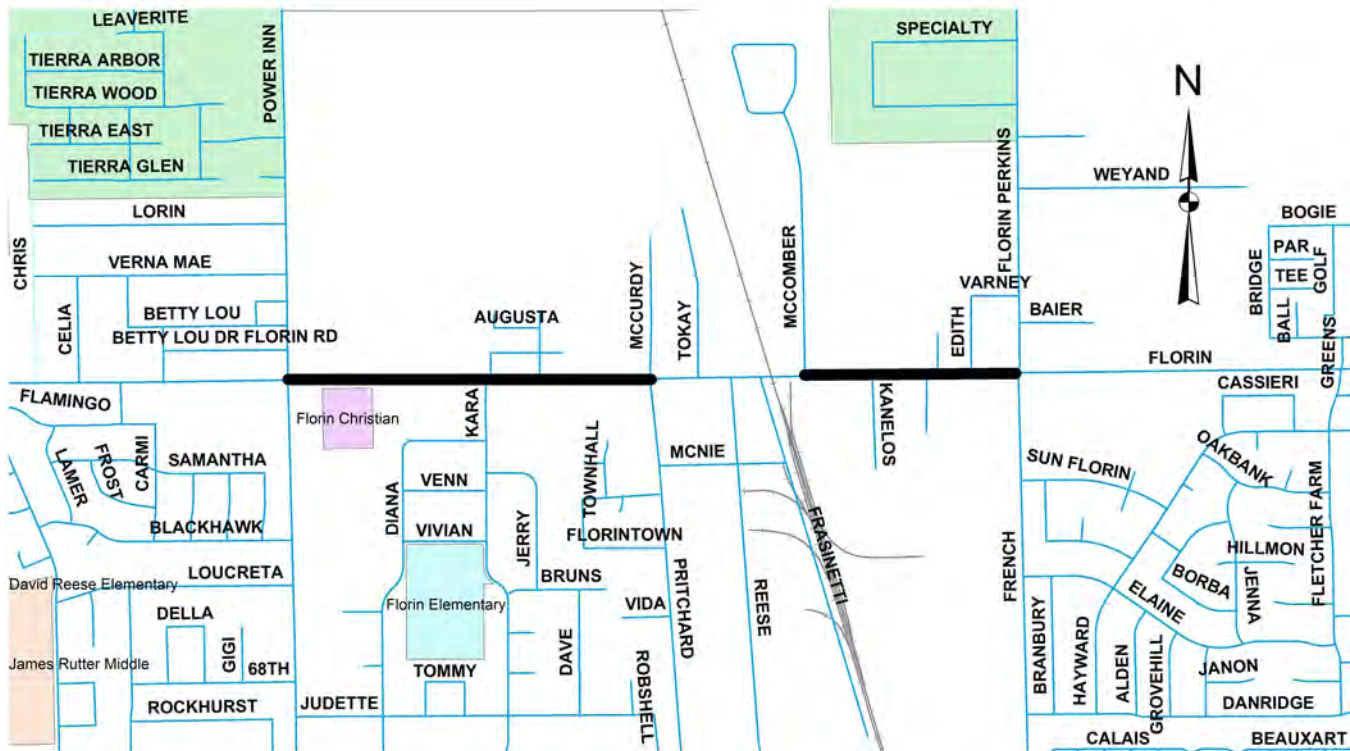 LEAVERITE
SPECIALTY
TIERRA ARBOR
POWER INN
TIERRA WOOD
N
TIERRA EAST
TIERRA GLEN
WEYAND
FLORIN PERKINS
LORIN
BOGIE
CHRIS
PAR
GOLF
VERNA MAE
TEE
BRIDGE
VARNEY
BETTY LOU
AUGUSTA
MCCURDY
TOKAY
MCCOMBER
EDITH
BAIER
BALL
CELIA
BETTY LOU DR FLORIN RD
FLORIN
GREENS
FLAMINGO
Florin Christian
KARA
KANELOS
CASSIERI
LAMER
FROST
CARMI
SAMANTHA
MCNIE
SUN FLORIN
OAKBANK
VENN
TOWNHALL
DIANA
BLACKHAWK
VIVIAN
JERRY
FLORINTOWN
FRASINETTI
HILLMON
FLETCHER FARM
David Reese Elementary
LOUCRETA
BRUNS
PRITCHARD
REESE
FRENCH
BORBA
JENNA
Florin Elementary
ELAINE
DELLA
VIDA
BRANBURY
HAYWARD
ALDEN
GROVEHILL
James Rutter Middle
GIGI
68TH
TOMMY
DAVE
ROBSHELL
JANON
ROCKHURST
JUDETTE
DANRIDGE
CALAIS
BEAUXART